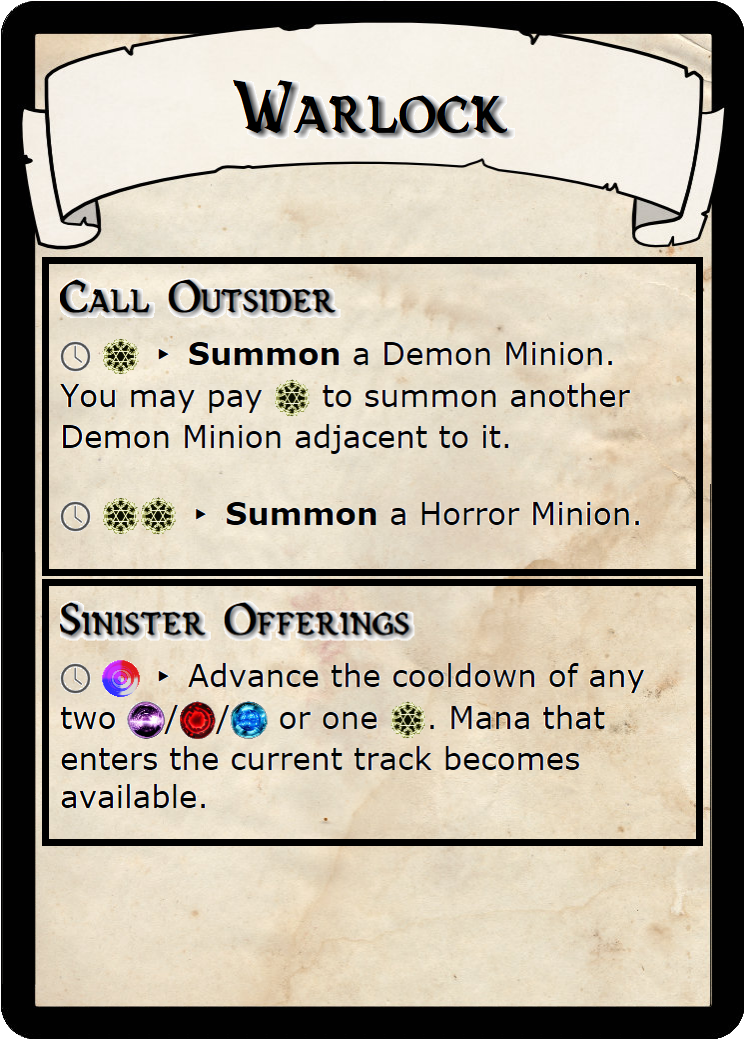 Warlock
Call Outsider
‣ Summon a Demon Minion.
You may pay to summon another
Demon Minion adjacent to it.
‣ Summon a Horror Minion.
Sinister Offerings
‣ Advance the cooldown of any
two / / or one . Mana that
enters the current track becomes
available.